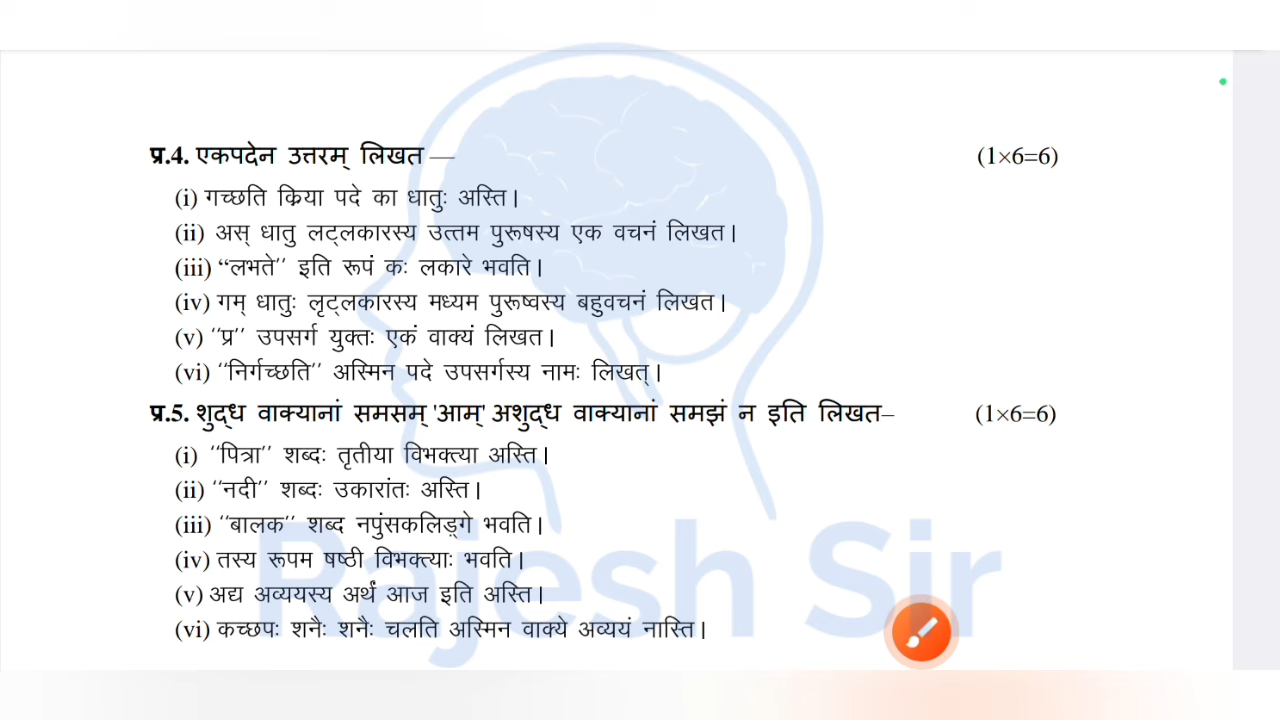 प्र.4. एकपदेन उत्तरम् लिखत — (1×6=6)
(i) गच्छति क्रिया पदे का धातुः अस्ति।
(ii) अस् धातु लट्लकारस्य उत्तम पुरूषस्य एक वचनं लिखत।
(iii) “लभते” इति रूपं कः लकारे भवति।
(iv) गम् धातुः लृट्लकारस्य मध्यम पुरूष्वस्य बहुवचनं लिखत।
(v) “प्र” उपसर्ग युक्तः एकं वाक्यं लिखत।
(vi) “निर्गच्छति” अस्मिन पदे उपसर्गस्य नामः लिखत्।
प्र.5. शुद्ध वाक्यानां समसम् 'आम्' अशुद्ध वाक्यानां समझं न इति लिखत– (1×6=6)
(i) “पित्रा” शब्दः तृतीया विभक्त्या अस्ति।
(ii) “नदी” शब्दः उकारांतः अस्ति।
(iii) “बालक” शब्द नपुंसकलिङ्गे भवति।
(iv) तस्य रूपम षष्ठी विभक्त्याः भवति।
(v) अद्य अव्ययस्य अर्थं आज इति अस्ति।
(vi) कच्छपः शनैः शनैः चलति अस्मिन वाक्ये अव्ययं नास्ति।
Rajesh Sir